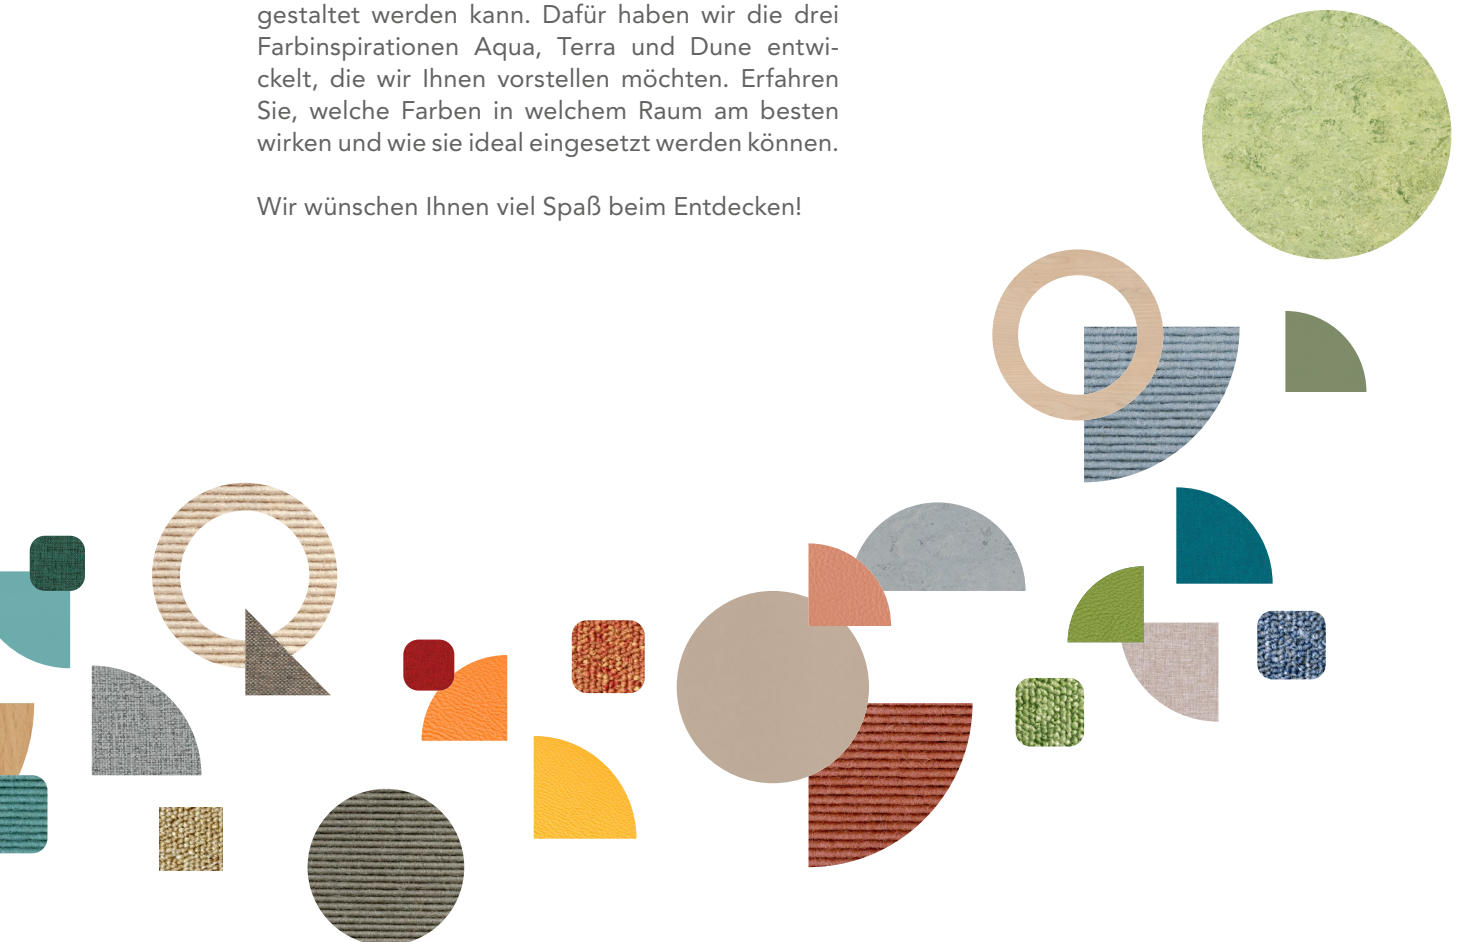 gestaltet werden kann. Dafür haben wir die drei
Farbinspirationen Aqua, Terra und Dune entwi-
ckelt, die wir Ihnen vorstellen möchten. Erfahren
Sie, welche Farben in welchem Raum am besten
wirken und wie sie ideal eingesetzt werden können.
Wir wünschen Ihnen viel Spaß beim Entdecken!